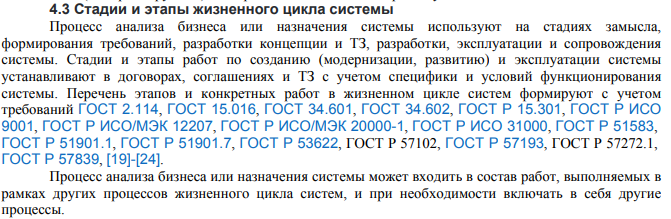 4.3 Стадии и этапы жизненного цикла системы
Процесс анализа бизнеса или назначения системы используют на стадиях замысла,
формирования требований, разработки концепции и ТЗ, разработки, эксплуатации и сопровождения
системы. Стадии и этапы работ по созданию (модернизации, развитию) и эксплуатации системы
устанавливают в договорах, соглашениях и ТЗ с учетом специфики и условий функционирования
системы. Перечень этапов и конкретных работ в жизненном цикле систем формируют с учетом
требований ГОСТ 2.114, ГОСТ 15.016, ГОСТ 34.601, ГОСТ 34.602, ГОСТ Р 15.301, ГОСТ Р ИСО
9001, ГОСТ Р ИСО/МЭК 12207, ГОСТ Р ИСО/МЭК 20000-1, ГОСТ Р ИСО 31000, ГОСТ Р 51583,
ГОСТ Р 51901.1, ГОСТ Р 51901.7, ГОСТ Р 53622, ГОСТ Р 57102, ГОСТ Р 57193, ГОСТ Р 57272.1,
ГОСТ Р 57839, [19]-[24].
Процесс анализа бизнеса или назначения системы может входить в состав работ, выполняемых в
рамках других процессов жизненного цикла систем, и при необходимости включать в себя другие
процессы.